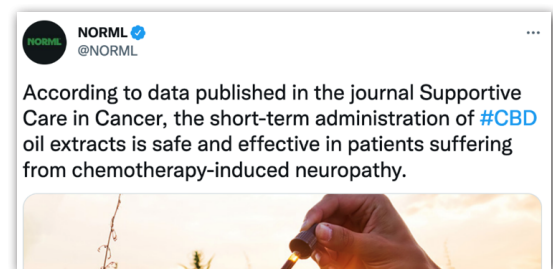 NORML
NORML
@NORML
According to data published in the journal Supportive
Care in Cancer, the short-term administration of #CBD
oil extracts is safe and effective in patients suffering
from chemotherapy-induced neuropathy.